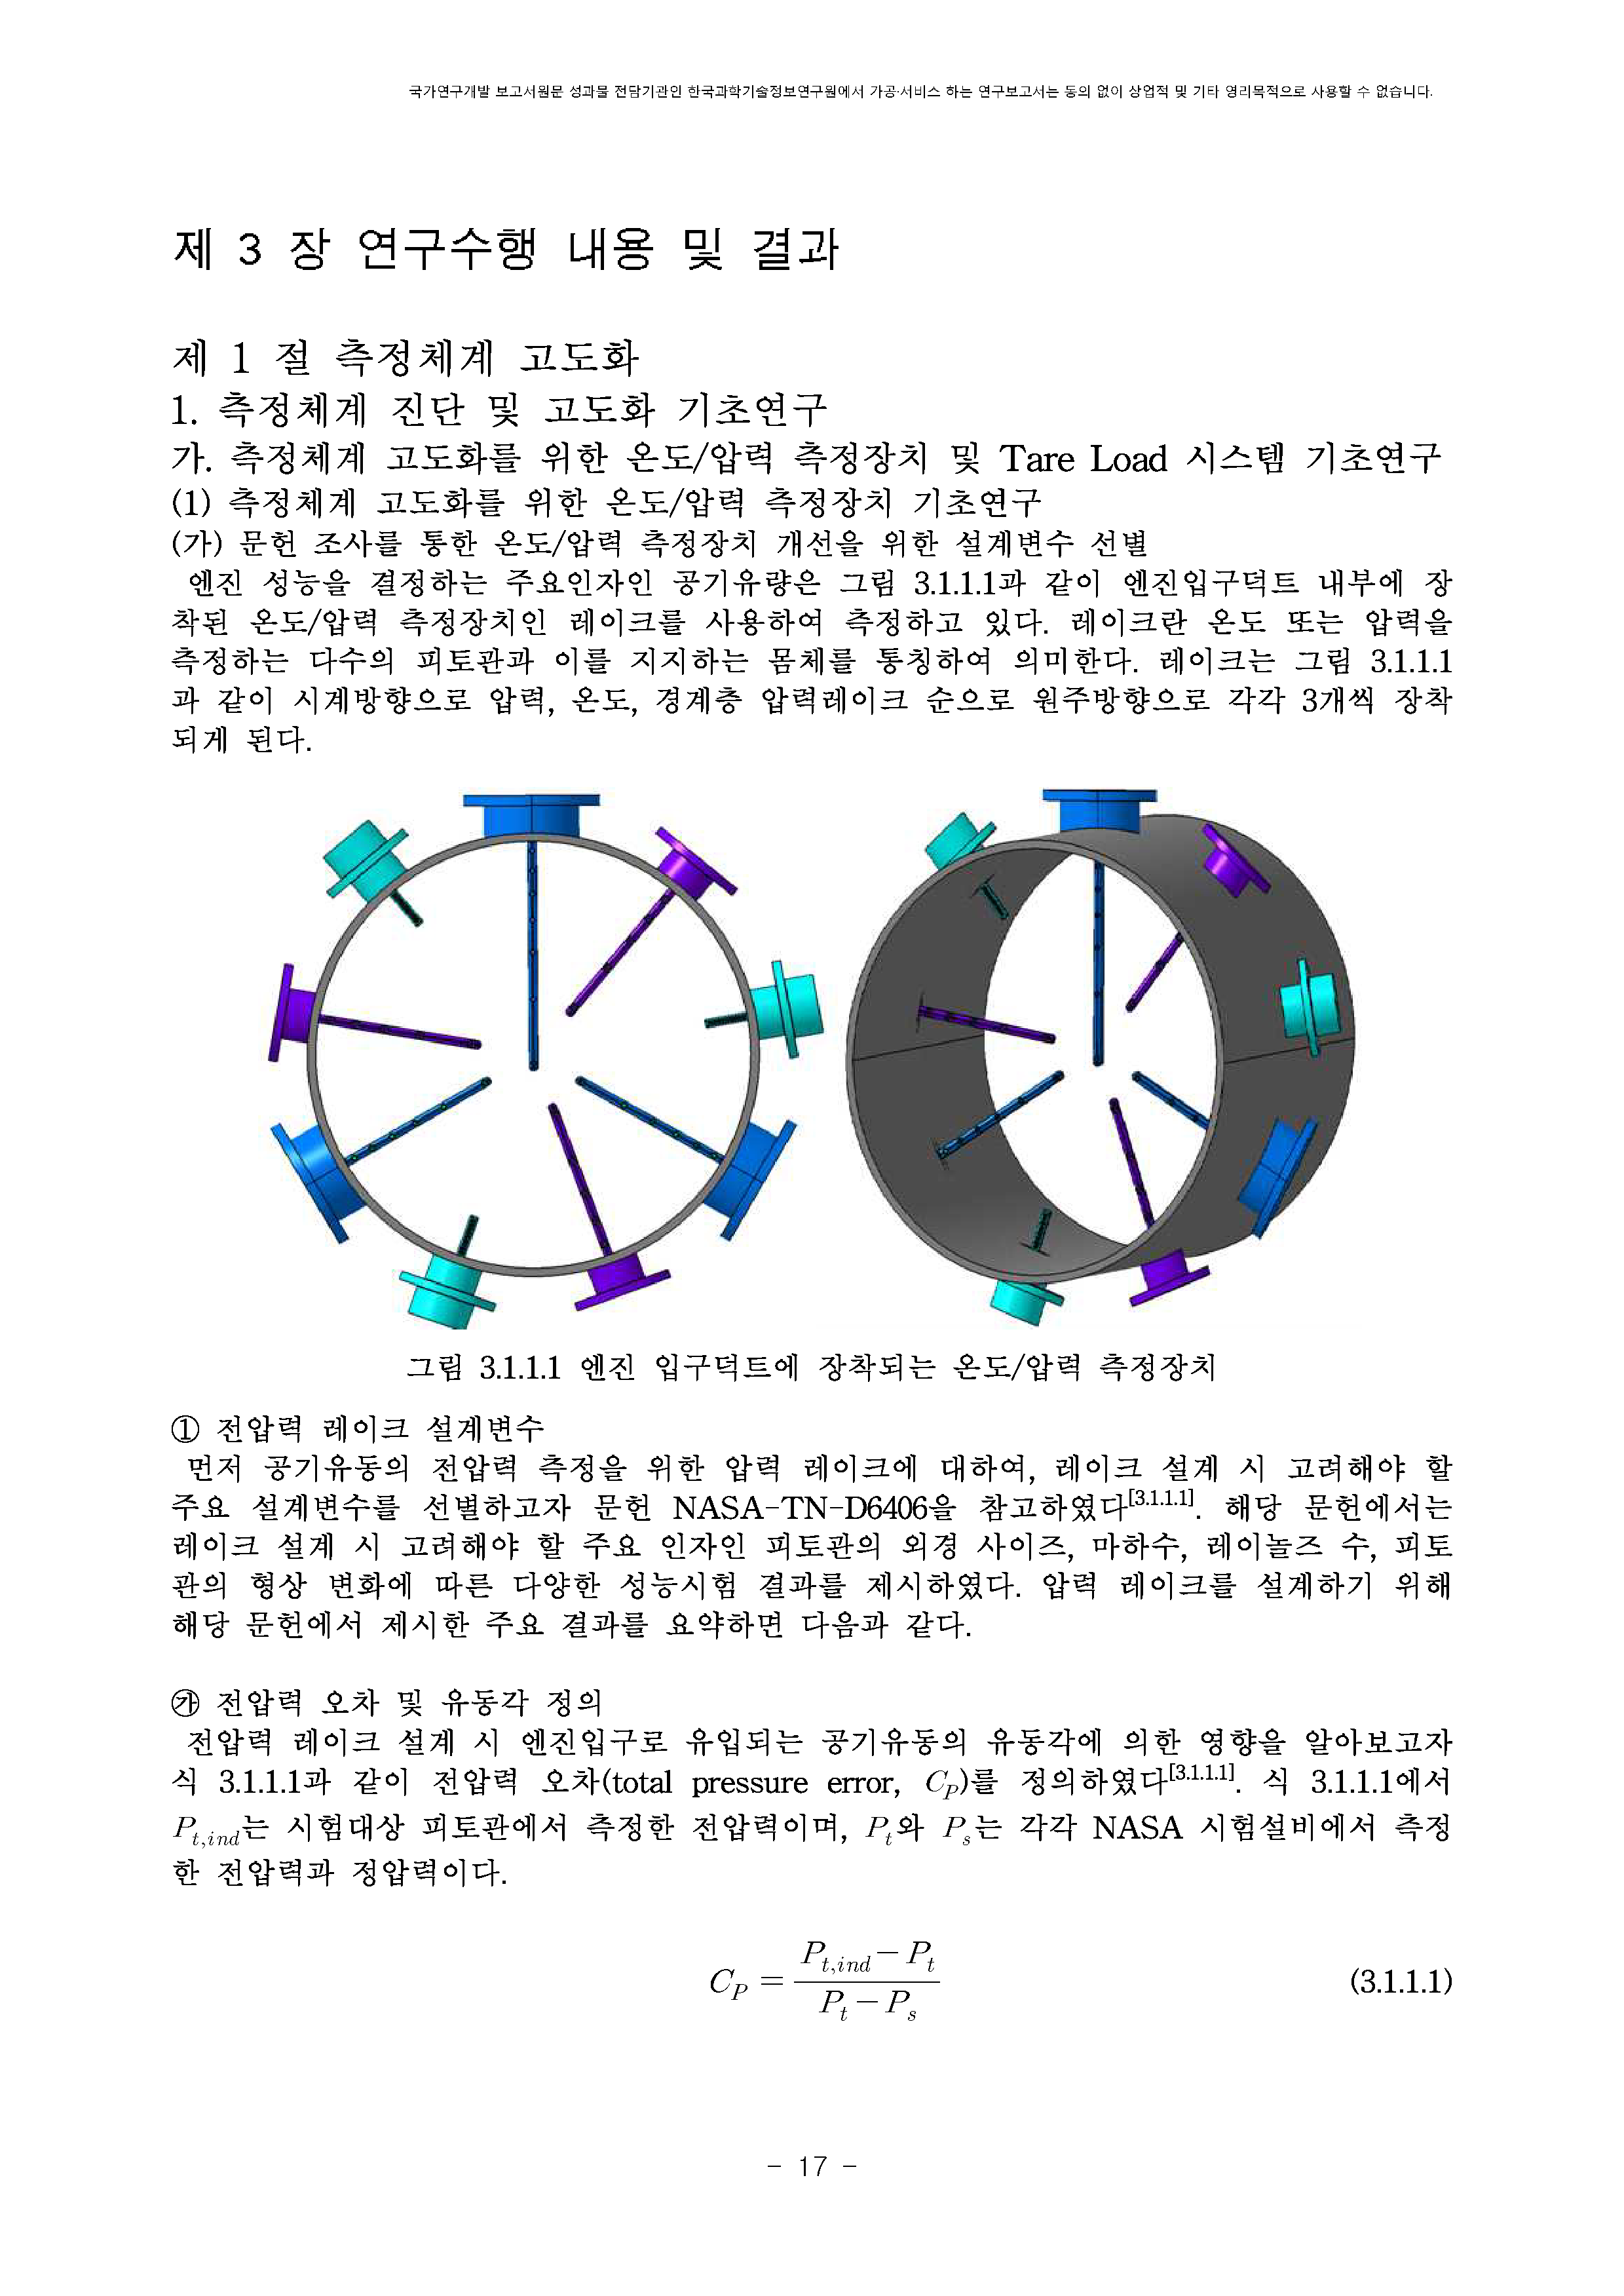 국가연구개발 보고서원문 성과물 전담기관인 한국과학기술정보연구원에서 가공·서비스 하는 연구보고서는 동의 없이 상업적 및 기타 영리목적으로 사용할 수 없습니다.
제 3 장 연구수행 내용 및 결과
제 1 절 측정체계 고도화
1. 측정체계 진단 및 고도화 기초연구
가. 측정체계 고도화를 위한 온도/압력 측정장치 및 Tare Load 시스템 기초연구
(1) 측정체계 고도화를 위한 온도/압력 측정장치 기초연구
(가) 문헌 조사를 통한 온도/압력 측정장치 개선을 위한 설계변수 선별
엔진 성능을 결정하는 주요인자인 공기유량은 그림 3.1.1.1과 같이 엔진입구덕트 내부에 장
착된 온도/압력 측정장치인 레이크를 사용하여 측정하고 있다. 레이크란 온도 또는 압력을
측정하는 다수의 피토관과 이를 지지하는 몸체를 통칭하여 의미한다. 레이크는 그림 3.1.1.1
과 같이 시계방향으로 압력, 온도, 경계층 압력레이크 순으로 원주방향으로 각각 3개씩 장착
되게 된다.
그림 3.1.1.1 엔진 입구덕트에 장착되는 온도/압력 측정장치
① 전압력 레이크 설계변수
먼저 공기유동의 전압력 측정을 위한 압력 레이크에 대하여, 레이크 설계 시 고려해야 할
주요 설계변수를 선별하고자 문헌 NASA-TN-D6406을 참고하였다[3.1.1.1]. 해당 문헌에서는
레이크 설계 시 고려해야 할 주요 인자인 피토관의 외경 사이즈, 마하수, 레이놀즈 수, 피토
관의 형상 변화에 따른 다양한 성능시험 결과를 제시하였다. 압력 레이크를 설계하기 위해
해당 문헌에서 제시한 주요 결과를 요약하면 다음과 같다.
㉮ 전압력 오차 및 유동각 정의
전압력 레이크 설계 시 엔진입구로 유입되는 공기유동의 유동각에 의한 영향을 알아보고자
식 3.1.1.1과 같이 전압력 오차(total pressure error, C_P)를 정의하였다[3.1.1.1]. 식 3.1.1.1에서
P_{t,ind}는 시험대상 피토관에서 측정한 전압력이며, P_t와 P_s는 각각 NASA 시험설비에서 측정
한 전압력과 정압력이다.
C_P = \frac{P_{t,ind} - P_t}{P_t - P_s} (3.1.1.1)
- 17 -